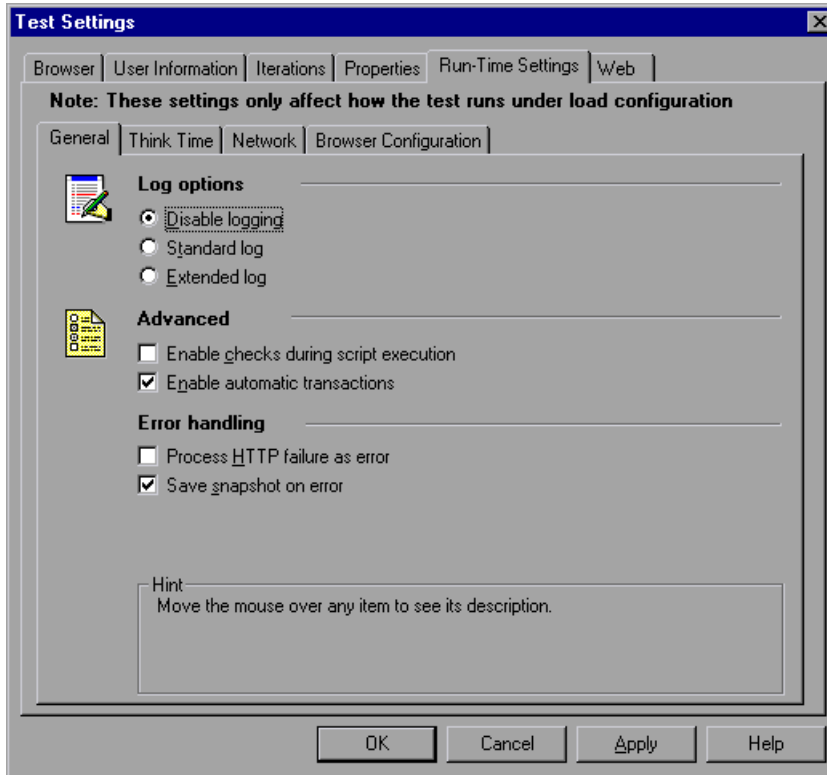 Test Settings
Browser User Information Iterations Properties Run-Time Settings Web
Note: These settings only affect how the test runs under load configuration
General Think Time Network Browser Configuration
Log options
Disable logging
Standard log
Extended log
Advanced
Enable checks during script execution
Enable automatic transactions
Error handling
Process HTTP failure as error
Save snapshot on error
Hint
Move the mouse over any item to see its description.
OK Cancel Apply Help